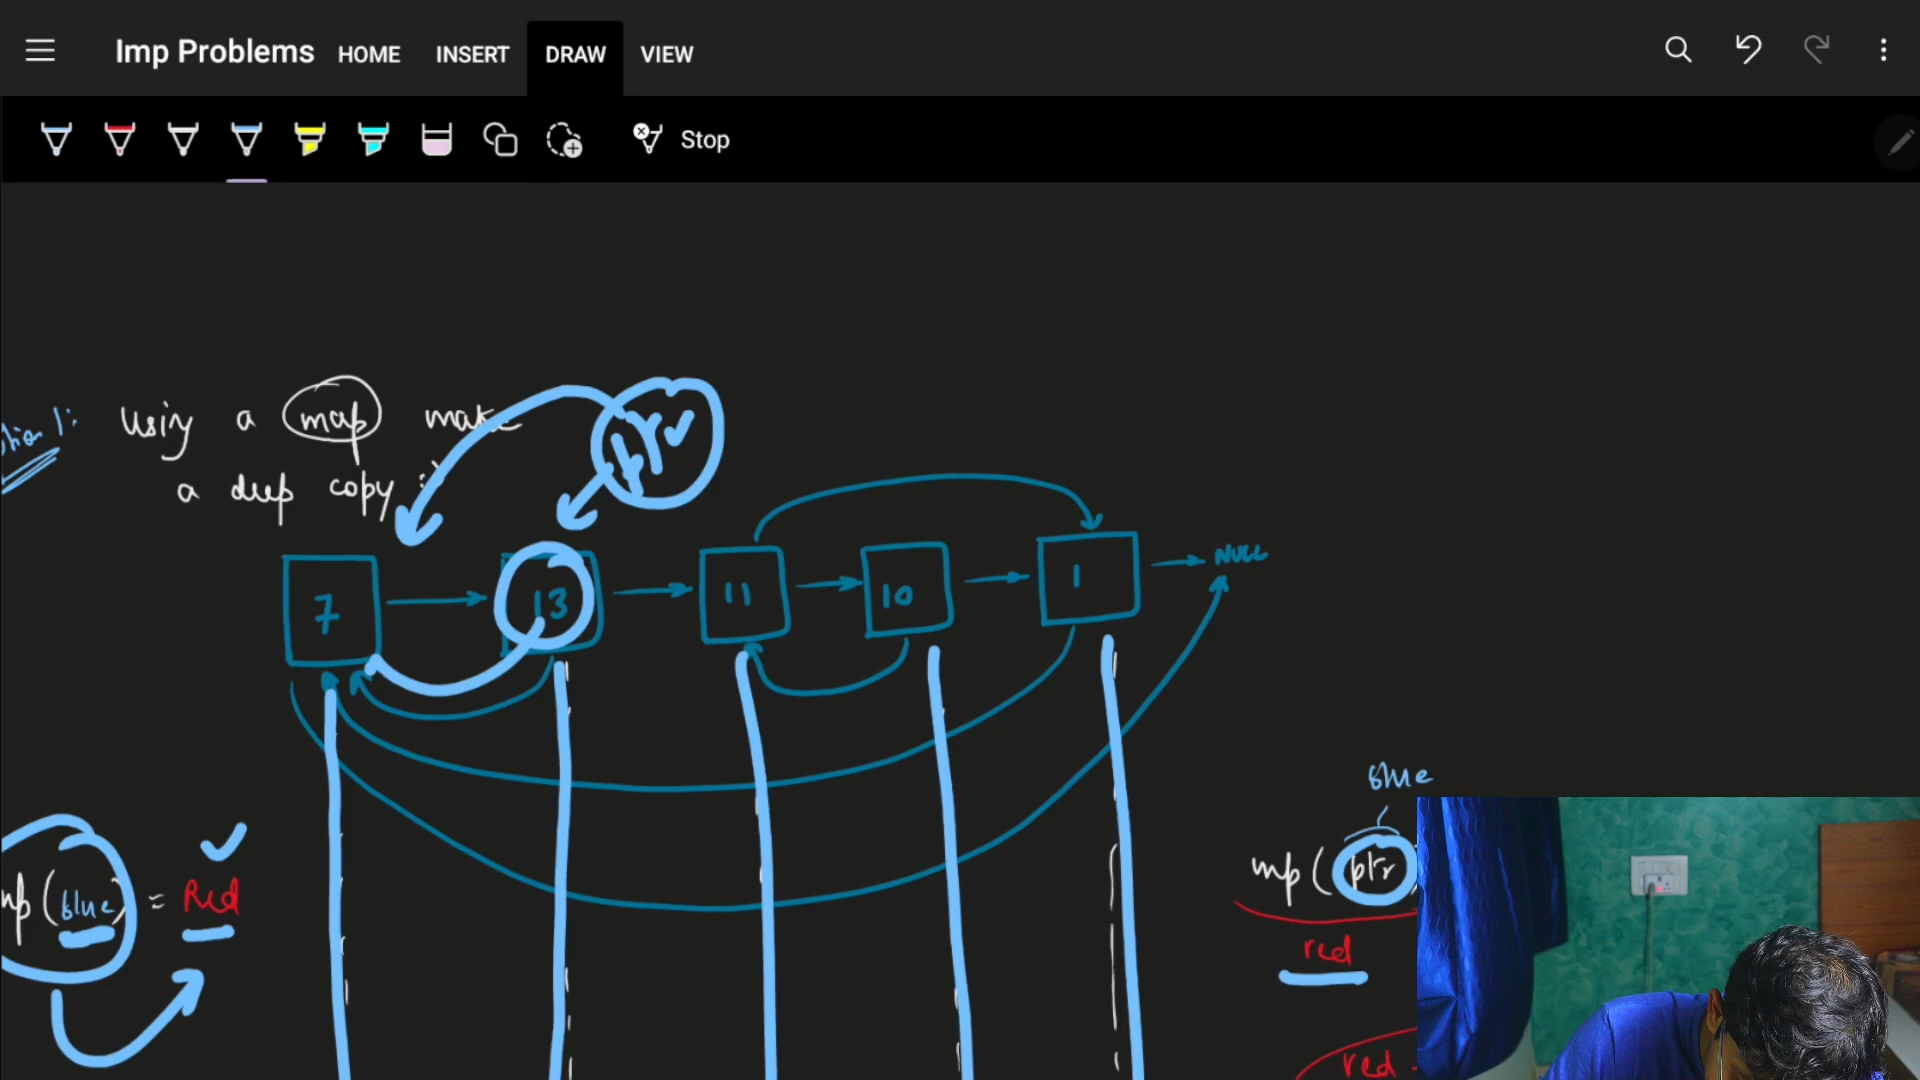 Imp Problems HOME INSERT DRAW VIEW
Stop
Using a map make
a deep copy
ptr
7 13 11 10 1 NULL
Blue
mp(ptr
mp(blue) = Red
red
red